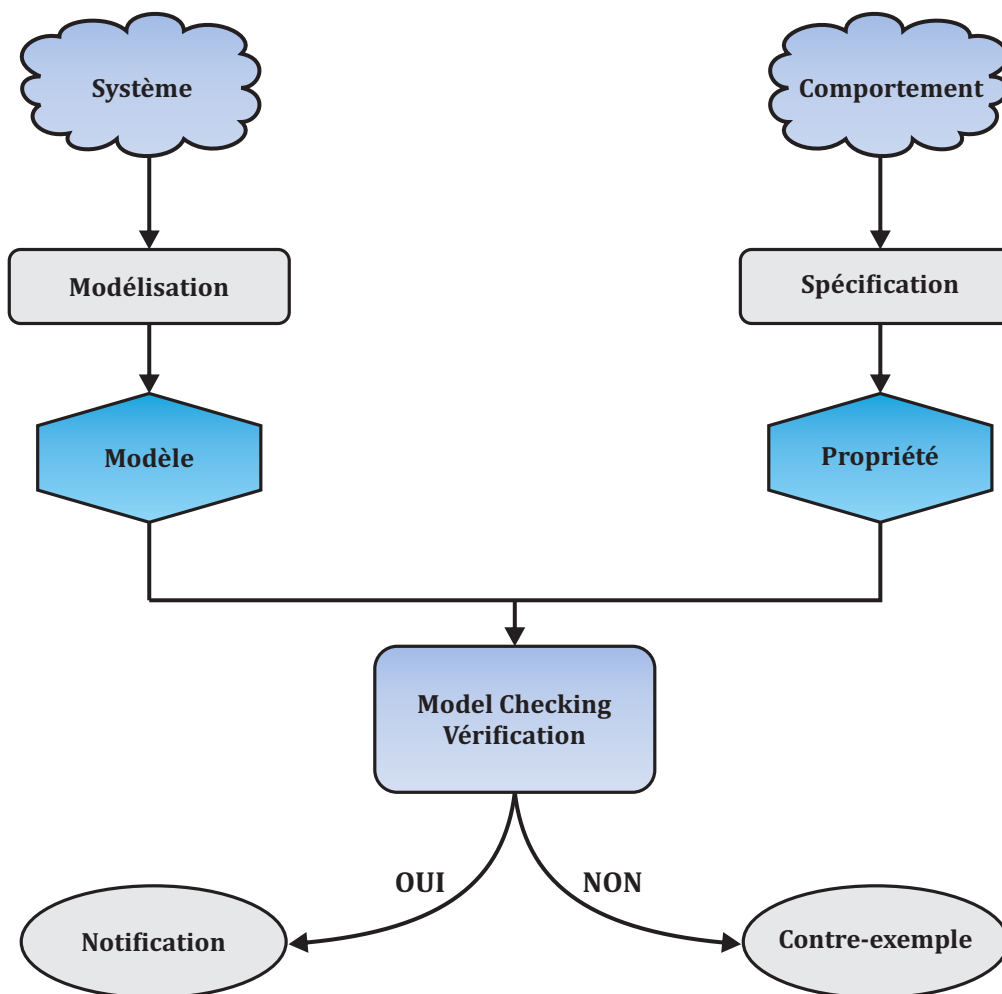 Système
Comportement
Modélisation
Spécification
Modèle
Propriété
Model Checking
Vérification
OUI
NON
Notification
Contre-exemple